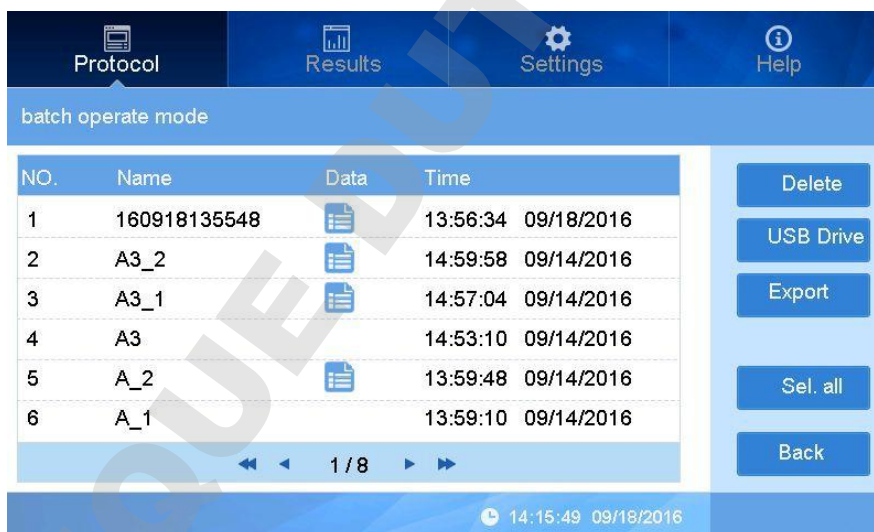 Protocol Results Settings Help
batch operate mode
NO. Name Data Time
1 160918135548 13:56:34 09/18/2016
2 A3_2 14:59:58 09/14/2016
3 A3_1 14:57:04 09/14/2016
4 A3 14:53:10 09/14/2016
5 A_2 13:59:48 09/14/2016
6 A_1 13:59:10 09/14/2016
1 / 8
Delete
USB Drive
Export
Sel. all
Back
14:15:49 09/18/2016